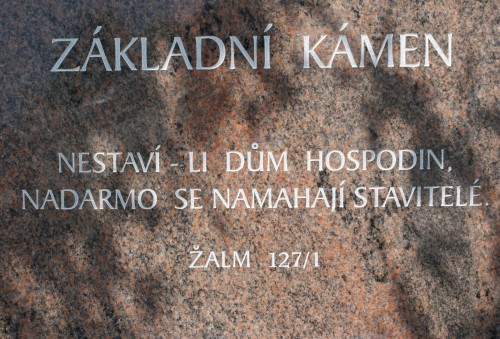 ZÁKLADNÍ KÁMEN
NESTAVÍ - LI DŮM HOSPODIN,
NADARMO SE NAMAHAJÍ STAVITELÉ.
ŽALM 127/1